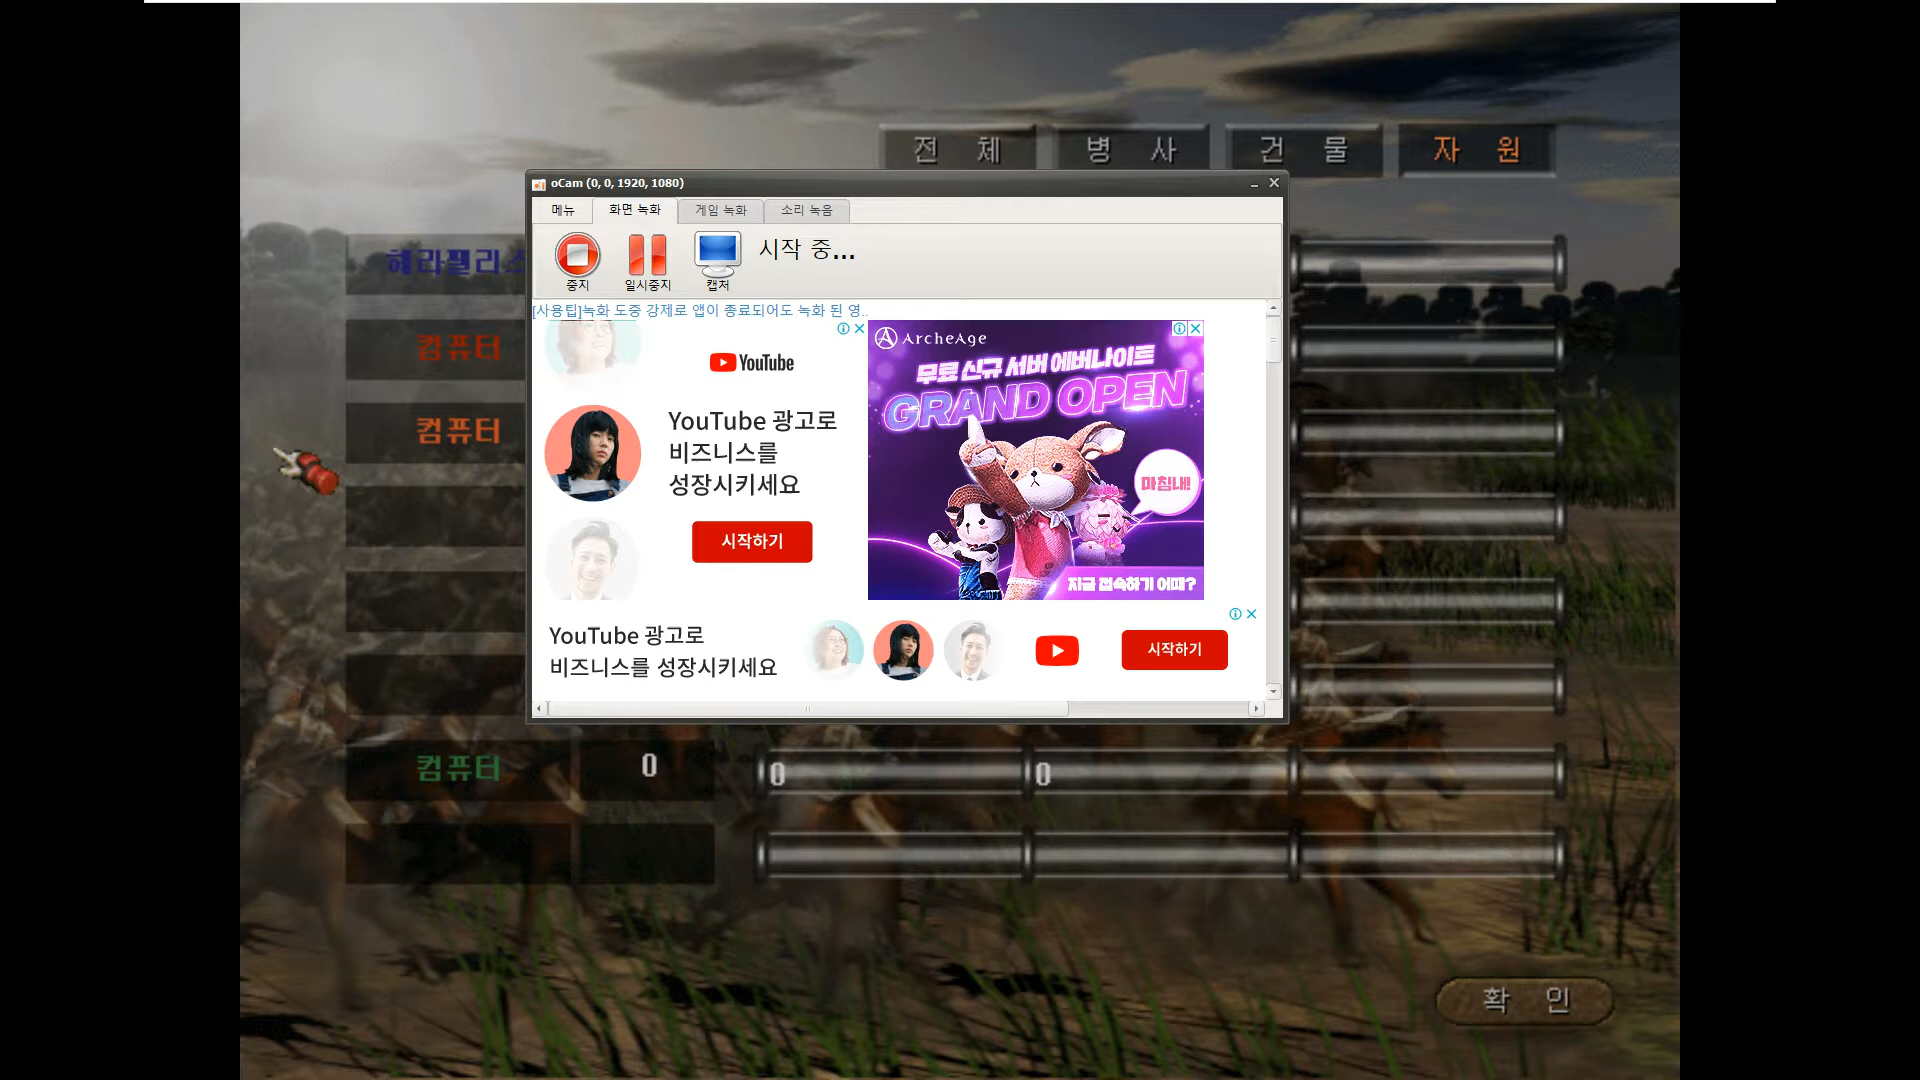 전 체 병 사 건 물 자 원
oCam (0, 0, 1920, 1080)
메뉴 화면 녹화 게임 녹화 소리 녹음
시작 중...
중지 일시중지 캡처
[사용팁]녹화 도중 강제로 앱이 종료되어도 녹화 된 영..
헤라필리스
컴퓨터
컴퓨터
YouTube
YouTube 광고로
비즈니스를
성장시키세요
시작하기
ArcheAge
무료 신규 서버 에버나이트
GRAND OPEN
마침내!
지금 접속하기 어때?
YouTube 광고로
비즈니스를 성장시키세요
시작하기
컴퓨터 0 0 0
확 인